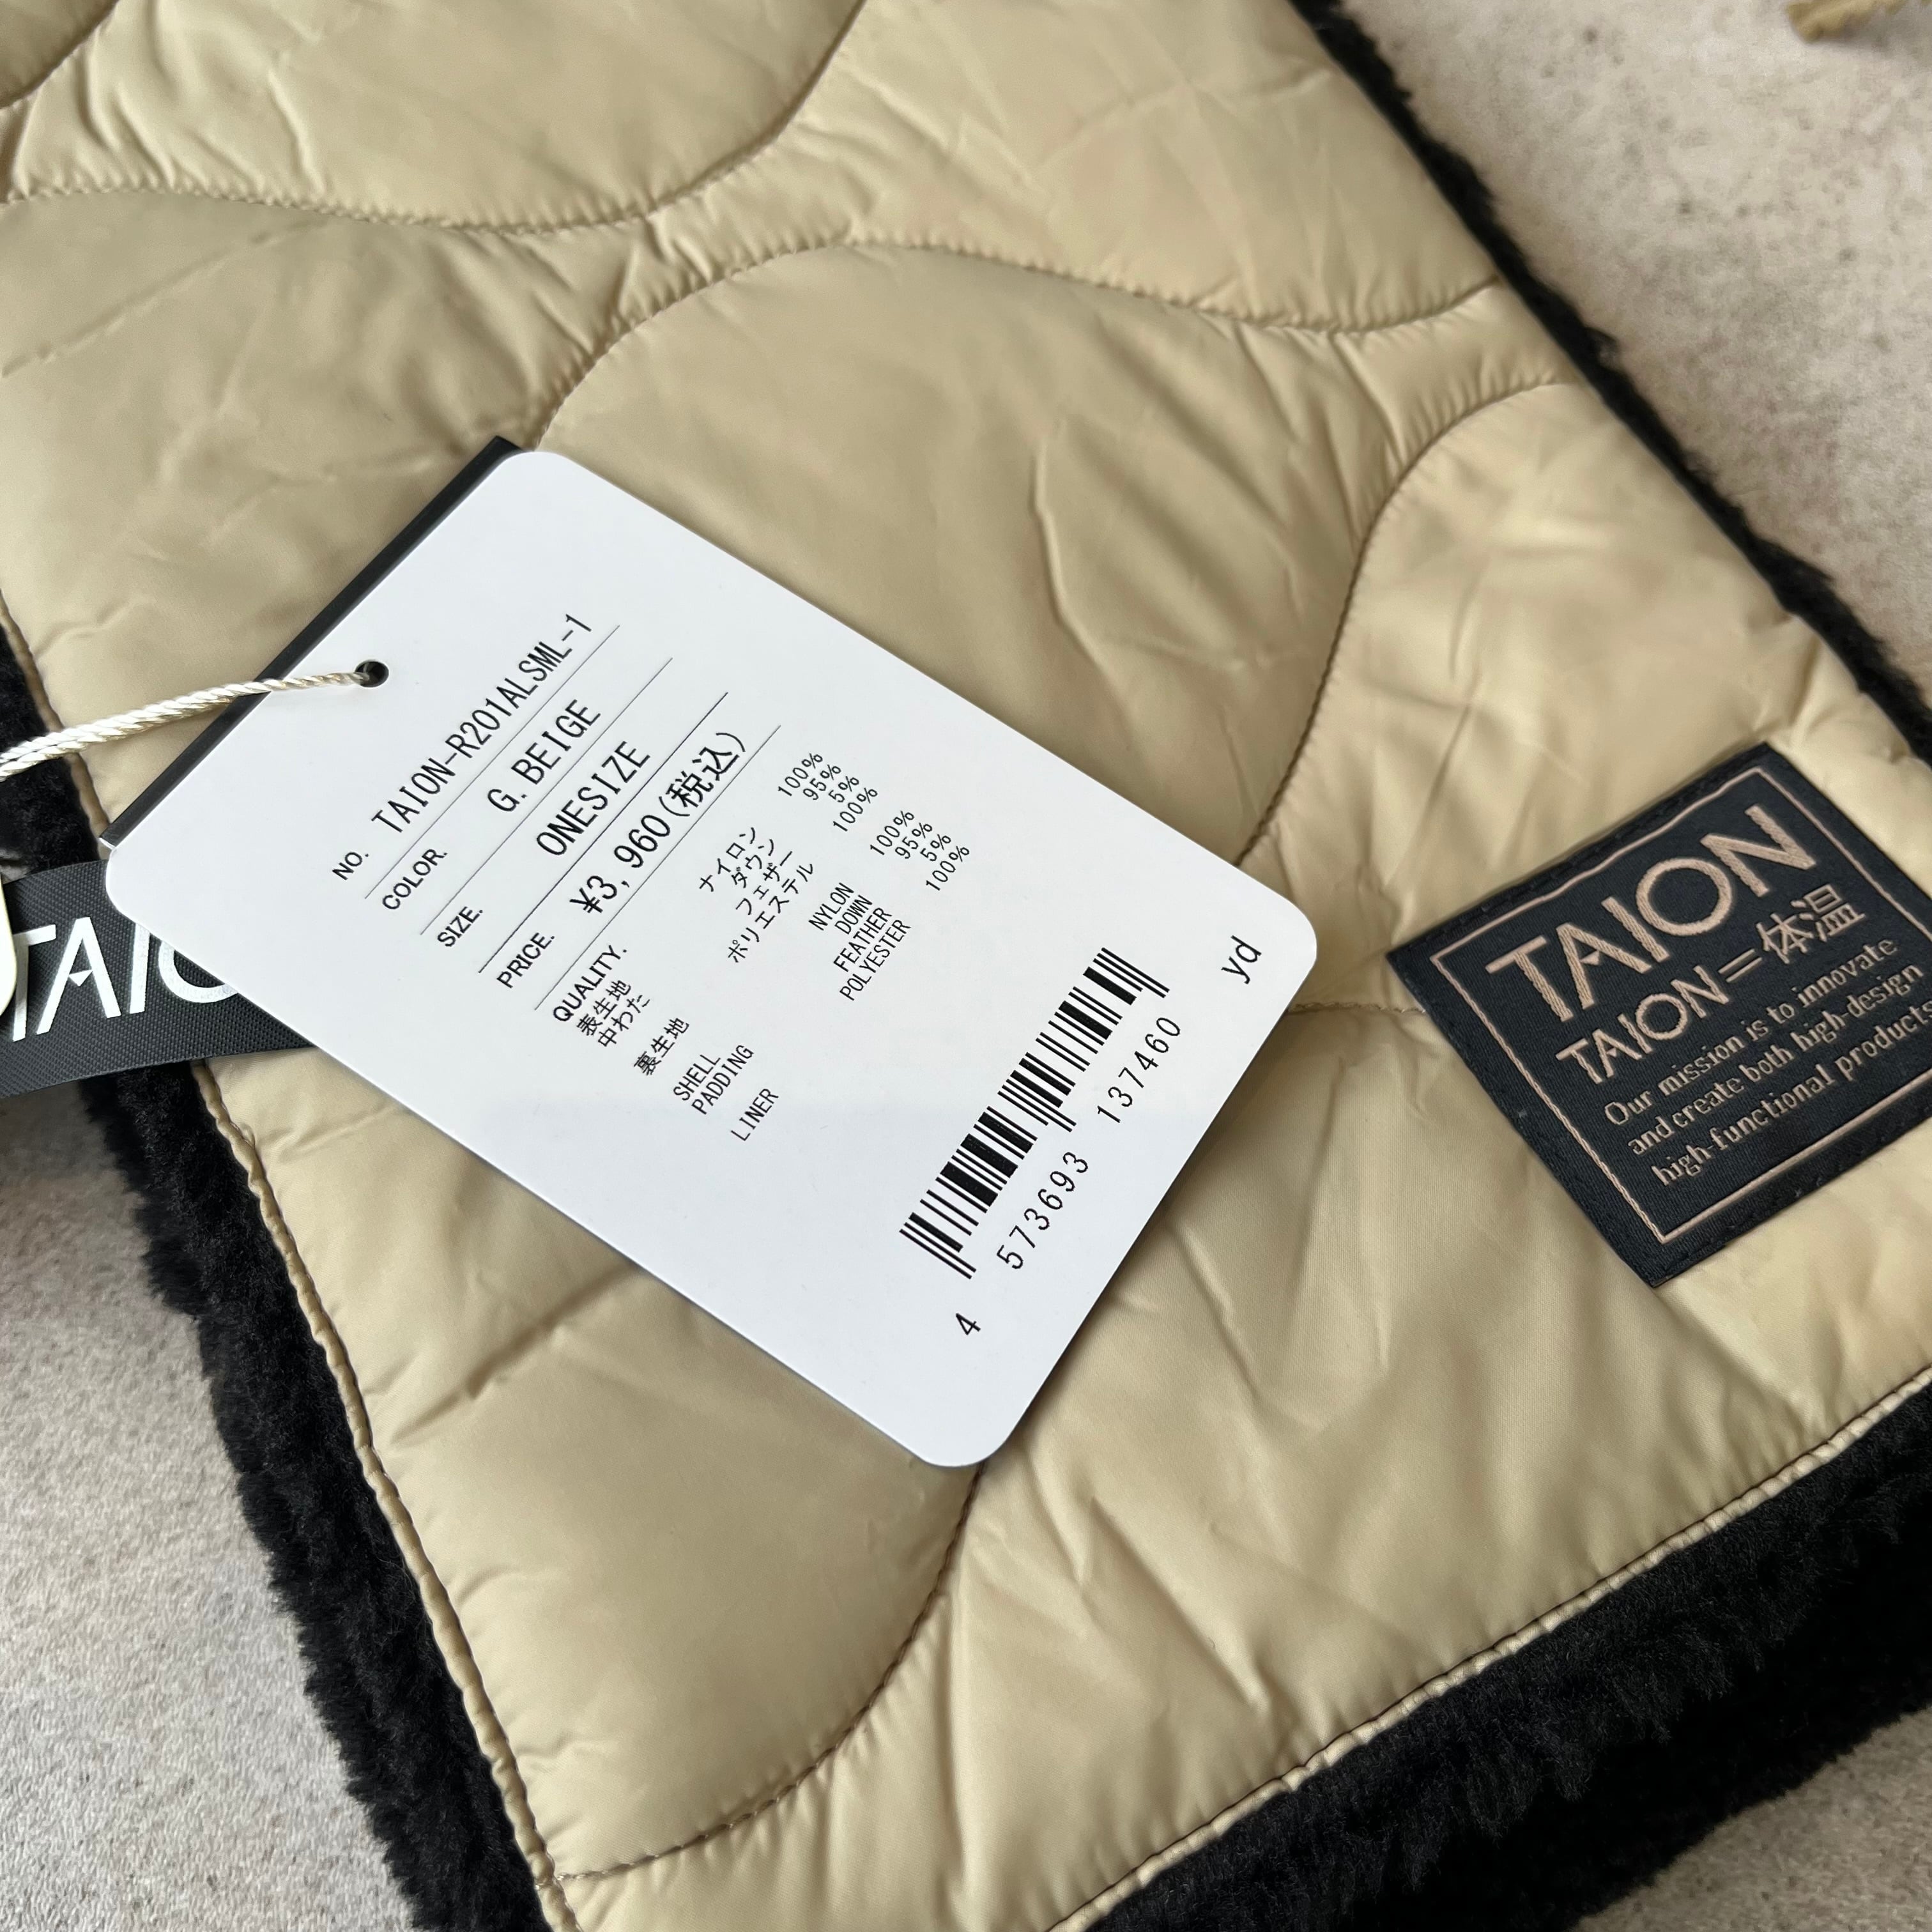 NO. TAION-R201ALSML-1
COLOR. G.BEIGE
SIZE. ONESIZE
PRICE. ¥3,960(税込)
QUALITY.
表生地 ナイロン 100%
中わた ダウン 95%
フェザー 5%
裏生地 ポリエステル 100%
SHELL NYLON 100%
PADDING DOWN 95%
FEATHER 5%
LINER POLYESTER 100%
4 573693 137460
yd
TAION
TAION=体温
Our mission is to innovate
and create both high-design
high-functional products